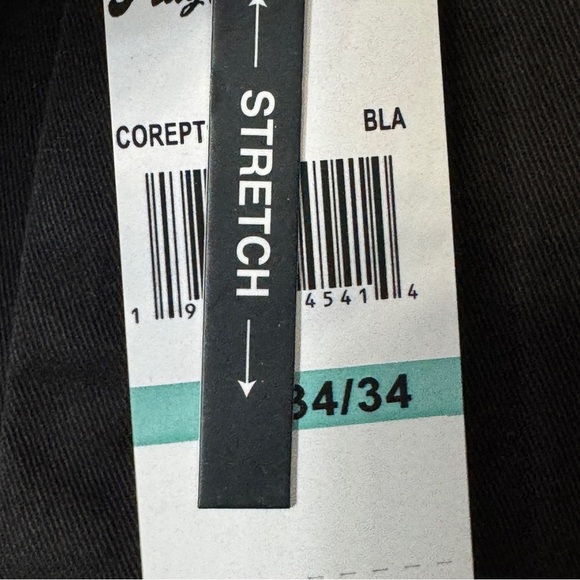 STRETCH
COREPT BLA
1 9 4541 4
34/34